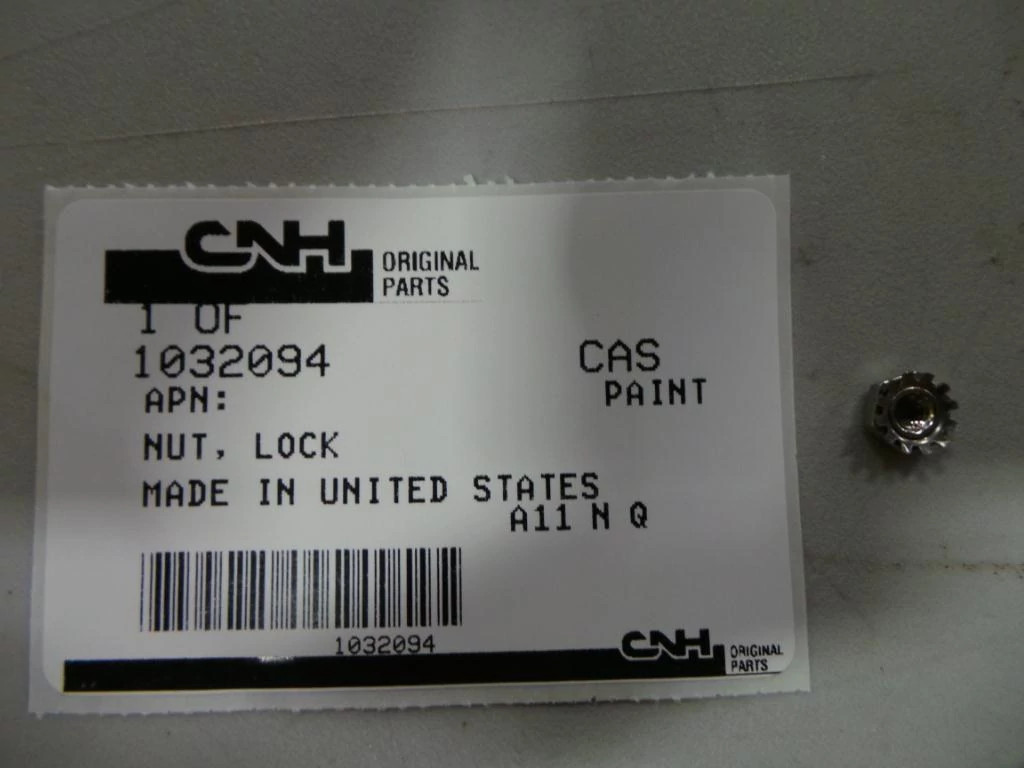 CNH ORIGINAL
PARTS
1 OF
1032094 CAS
APN: PAINT
NUT, LOCK
MADE IN UNITED STATES
A11 N Q
1032094
CNH ORIGINAL
PARTS